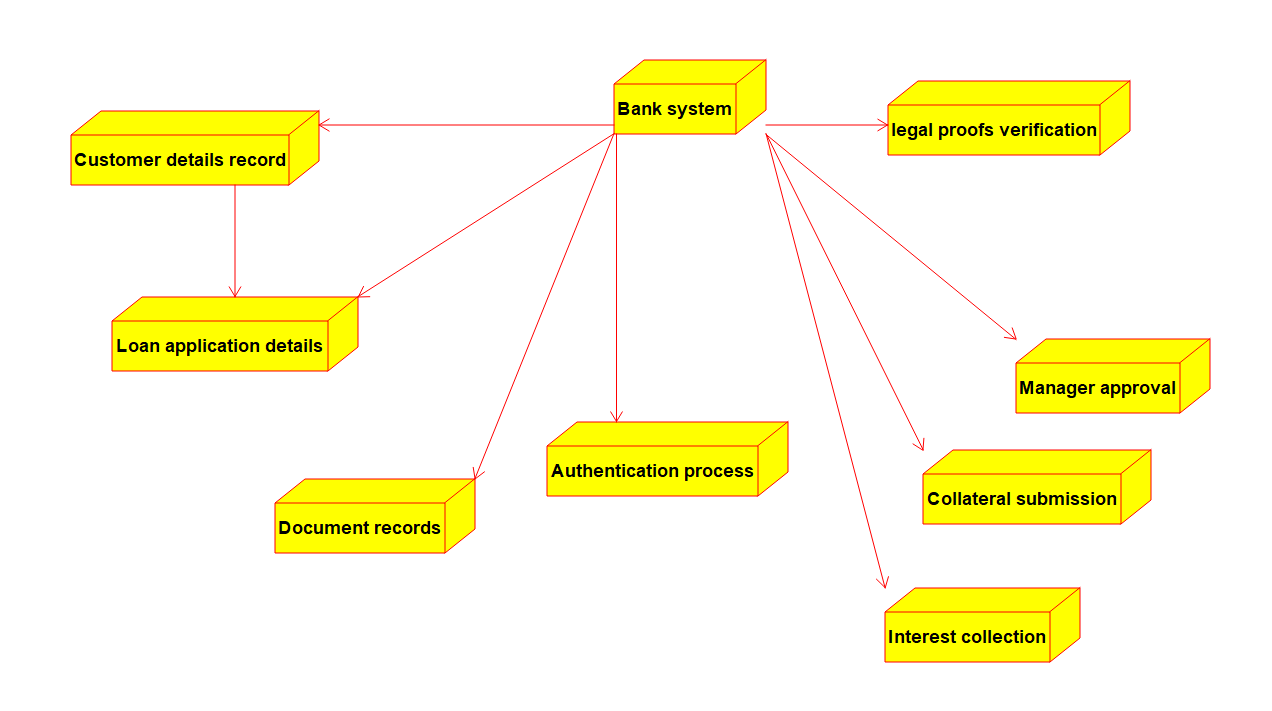 Bank system
legal proofs verification
Customer details record
Loan application details
Manager approval
Authentication process
Collateral submission
Document records
Interest collection